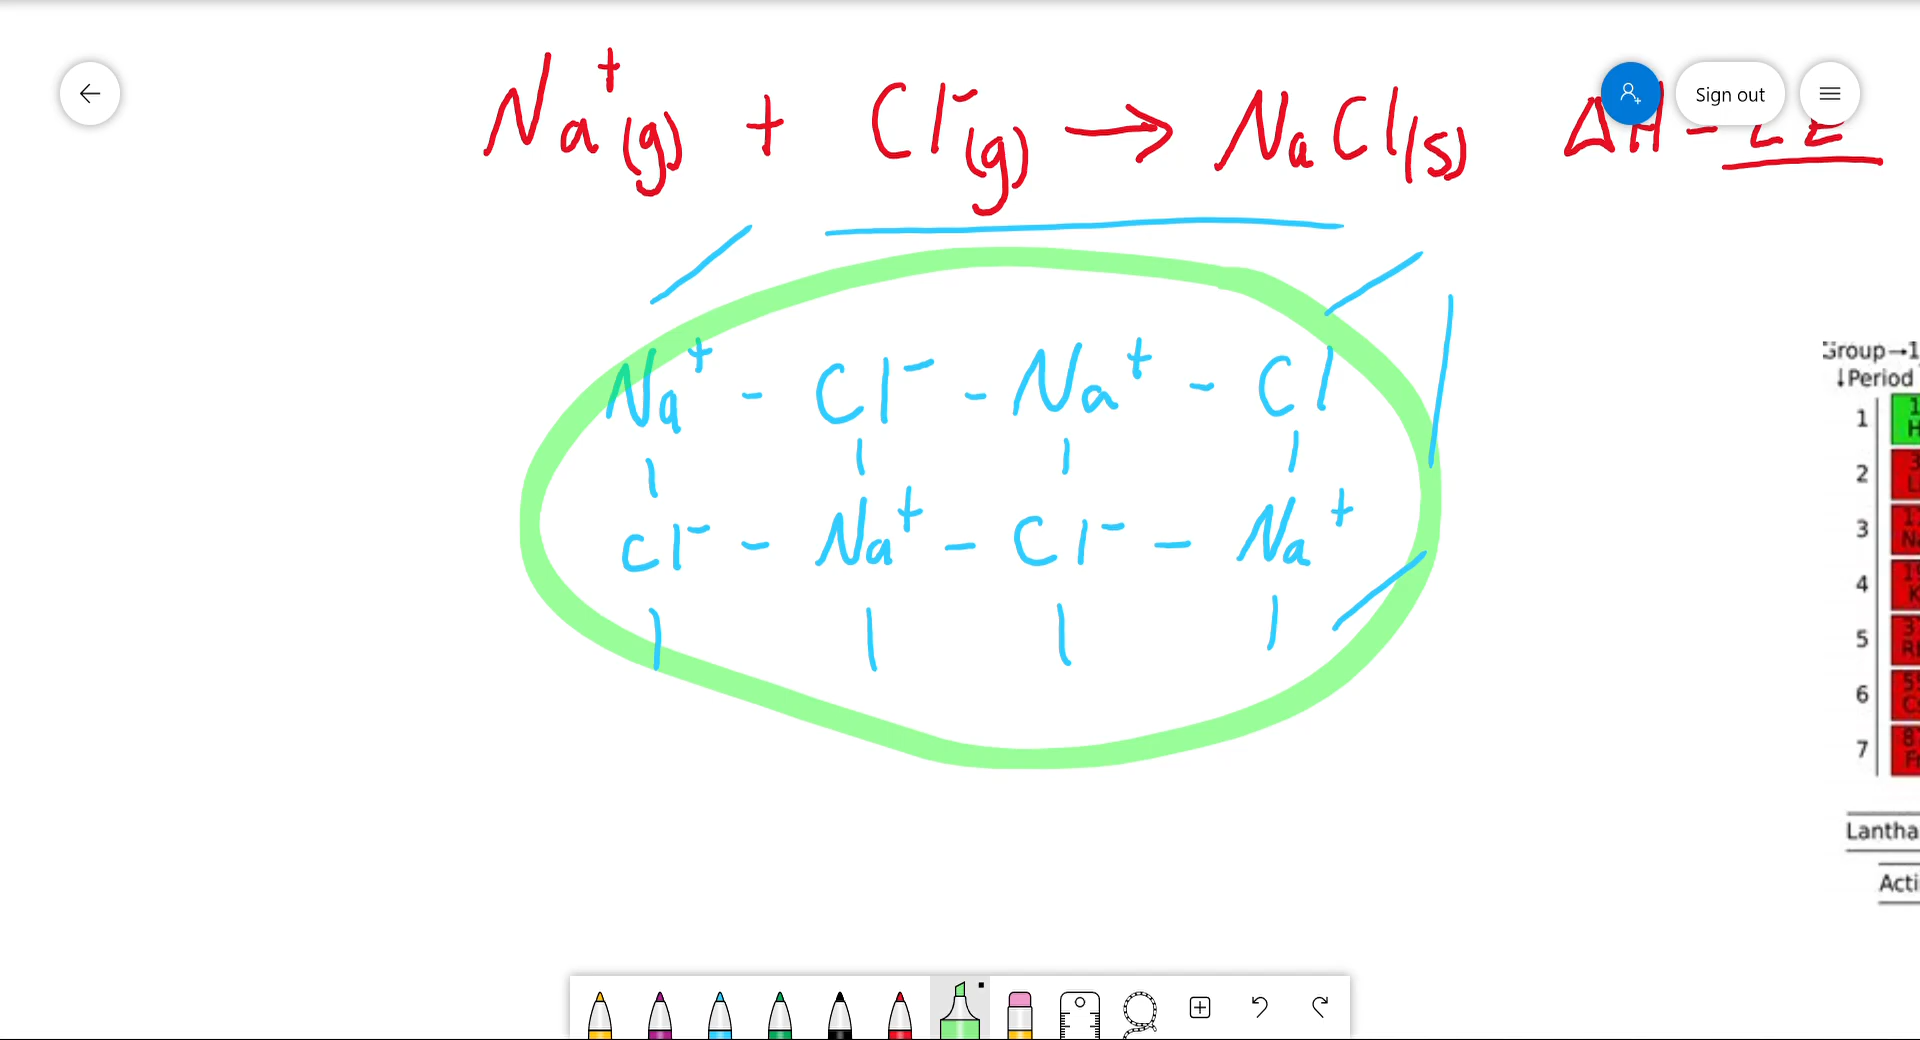 Na⁺(g) + Cl⁻(g) → NaCl(s) ΔH = LE
Sign out
Na⁺ - Cl⁻ - Na⁺ - Cl
Cl⁻ - Na⁺ - Cl⁻ - Na⁺
Group→1
↓Period
1
2
3
4
5
6
7
Lantha
Acti